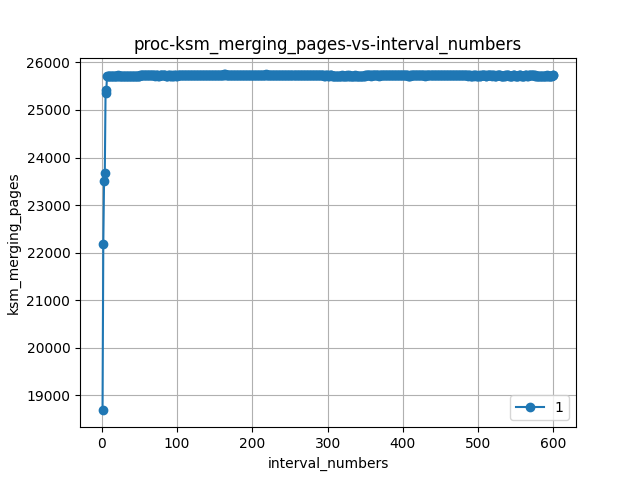 proc-ksm_merging_pages-vs-interval_numbers
26000
25000
24000
23000
22000
21000
20000
19000
ksm_merging_pages
0 100 200 300 400 500 600
interval_numbers
1